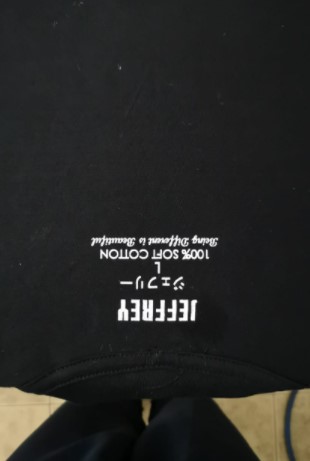 JEFFREY
ジェフリー
L
100% SOFT COTTON
Being Different is Beautiful